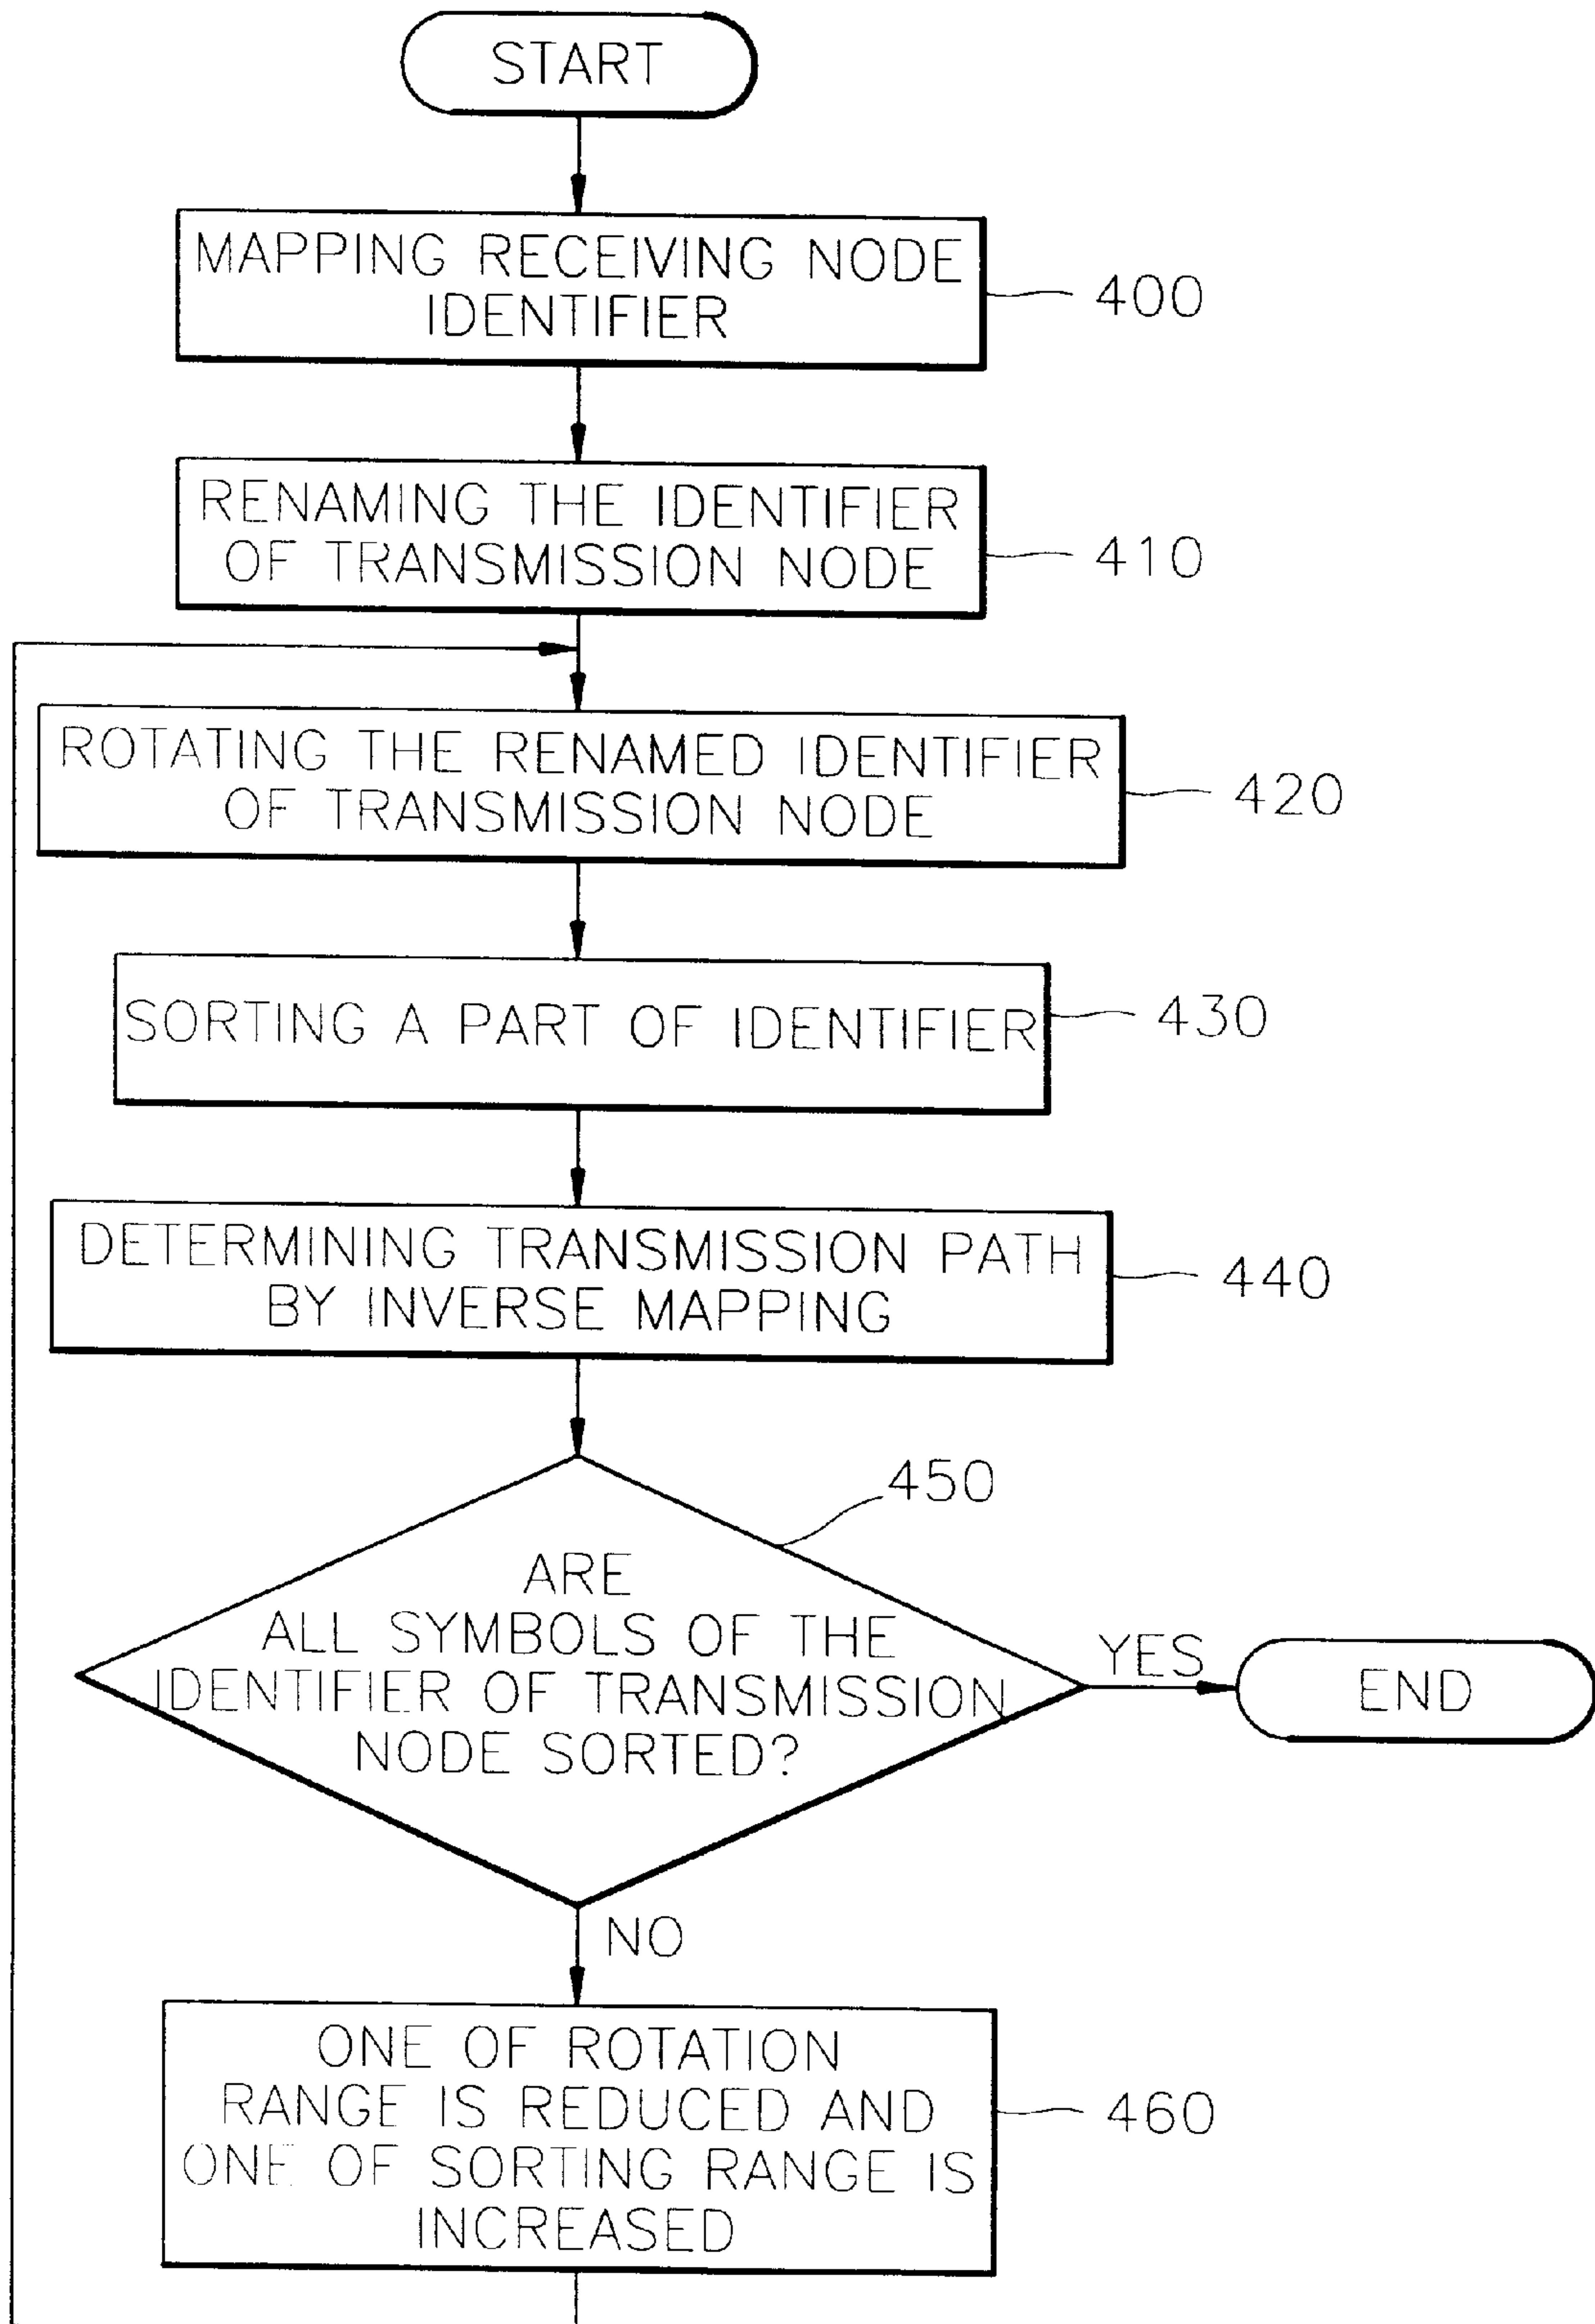 START
MAPPING RECEIVING NODE
IDENTIFIER
400
RENAMING THE IDENTIFIER
OF TRANSMISSION NODE
410
ROTATING THE RENAMED IDENTIFIER
OF TRANSMISSION NODE
420
SORTING A PART OF IDENTIFIER
430
DETERMINING TRANSMISSION PATH
BY INVERSE MAPPING
440
450
ARE
ALL SYMBOLS OF THE
IDENTIFIER OF TRANSMISSION
NODE SORTED?
YES
END
NO
ONE OF ROTATION
RANGE IS REDUCED AND
ONE OF SORTING RANGE IS
INCREASED
460